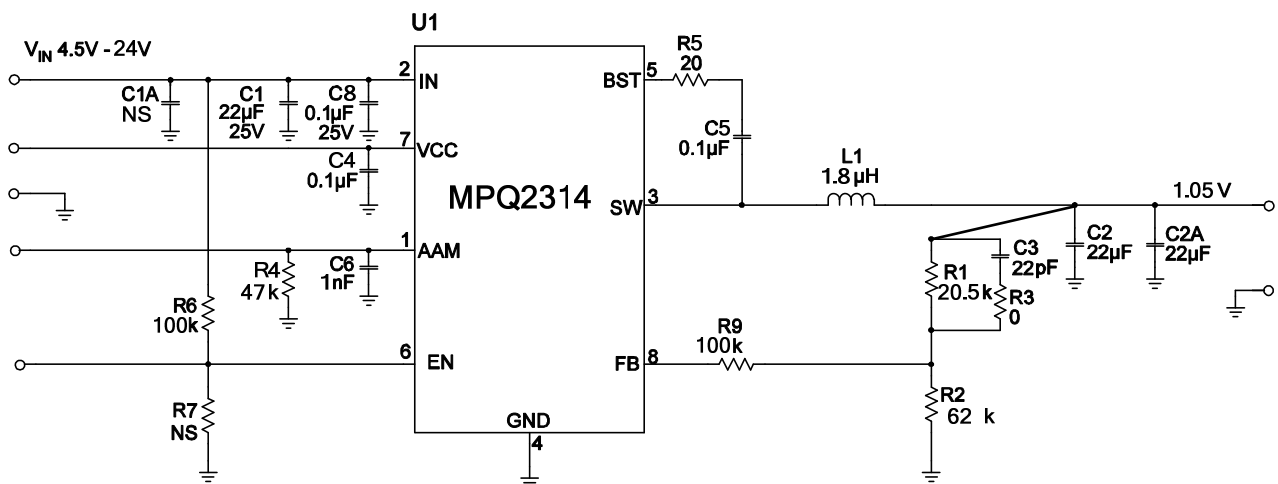 U1
V_IN 4.5V - 24V
2
IN
C1A
NS
C1
22µF
25V
C8
0.1µF
25V
7
VCC
C4
0.1µF
1
AAM
R4
47k
C6
1nF
R6
100k
6
EN
R7
NS
MPQ2314
GND
4
BST
5
R5
20
C5
0.1µF
SW
3
L1
1.8 µH
1.05 V
C2
22µF
C2A
22µF
C3
22pF
R1
20.5k
R3
0
R9
100k
FB
8
R2
62 k